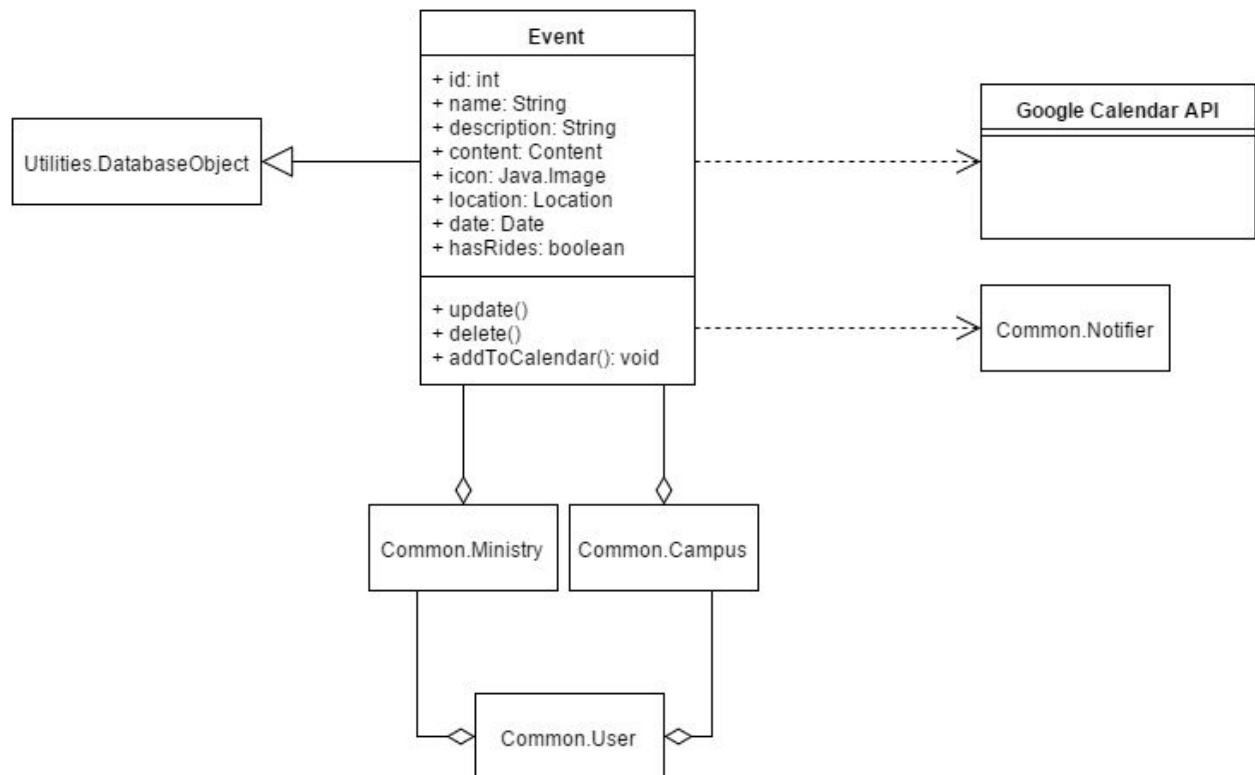 Event
+ id: int
+ name: String
+ description: String
+ content: Content
+ icon: Java.Image
+ location: Location
+ date: Date
+ hasRides: boolean
+ update()
+ delete()
+ addToCalendar(): void
Utilities.DatabaseObject
Google Calendar API
Common.Notifier
Common.Ministry
Common.Campus
Common.User